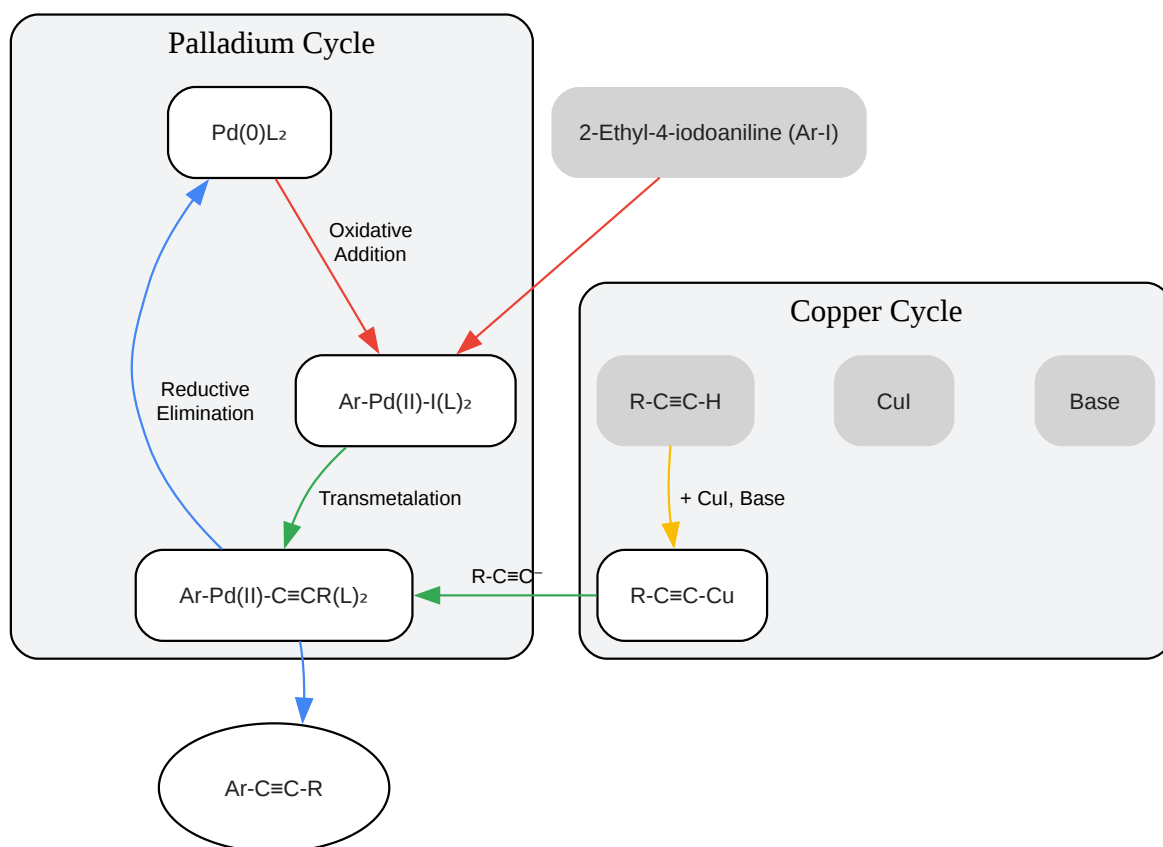 Palladium Cycle
Pd(0)L₂
2-Ethyl-4-iodoaniline (Ar-I)
Oxidative
Addition
Copper Cycle
Reductive
Elimination
Ar-Pd(II)-I(L)₂
R-C≡C-H
CuI
Base
Transmetalation
+ CuI, Base
R-C≡C⁻
Ar-Pd(II)-C≡CR(L)₂
R-C≡C-Cu
Ar-C≡C-R